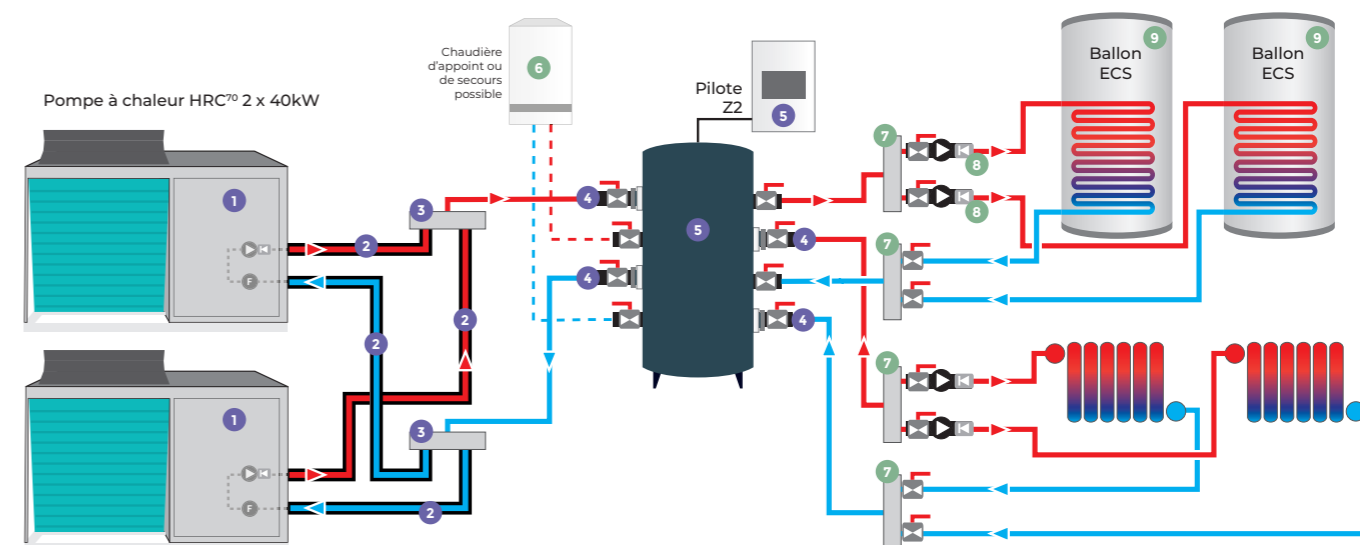 Pompe à chaleur HRC⁷⁰ 2 x 40kW
Chaudière
d'appoint ou
de secours
possible
6
Pilote
Z2
5
Ballon
ECS
9
Ballon
ECS
9
1
F
2
3
2
2
1
F
3
2
4
4
5
4
4
7
8
8
7
7
7